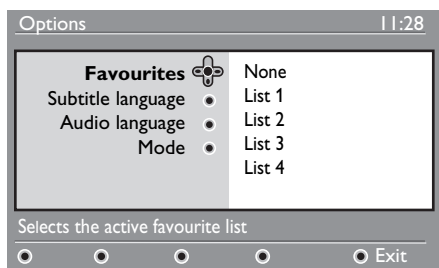 Options 11:28
Favourites None
Subtitle language List 1
Audio language List 2
Mode List 3
List 4
Selects the active favourite list
Exit